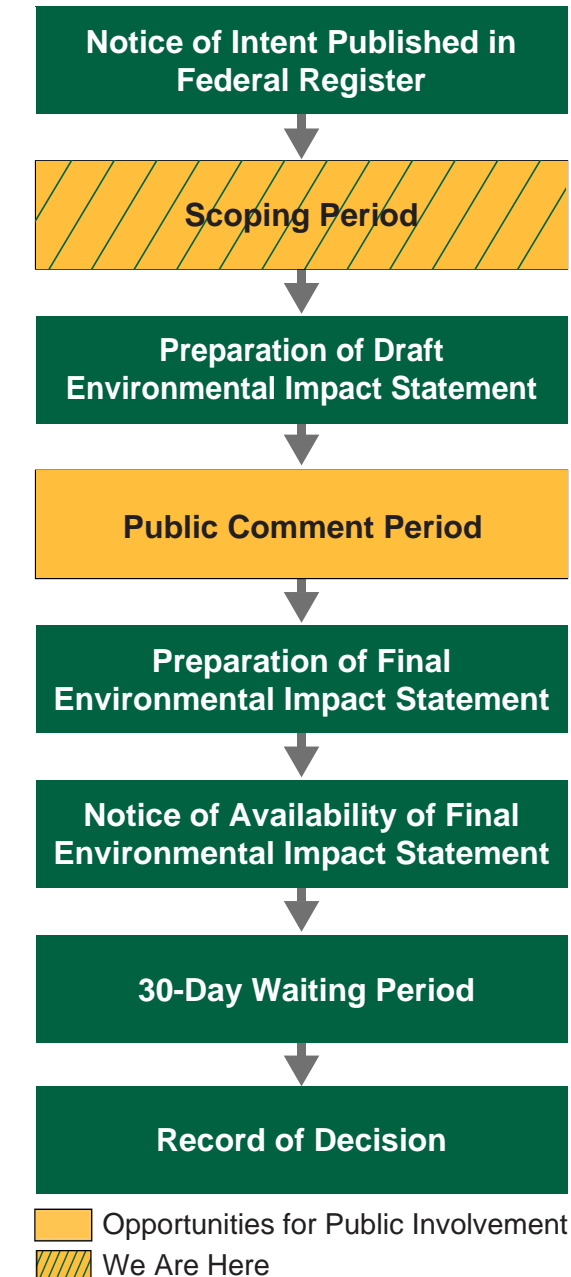 Notice of Intent Published in
Federal Register
Scoping Period
Preparation of Draft
Environmental Impact Statement
Public Comment Period
Preparation of Final
Environmental Impact Statement
Notice of Availability of Final
Environmental Impact Statement
30-Day Waiting Period
Record of Decision
Opportunities for Public Involvement
We Are Here